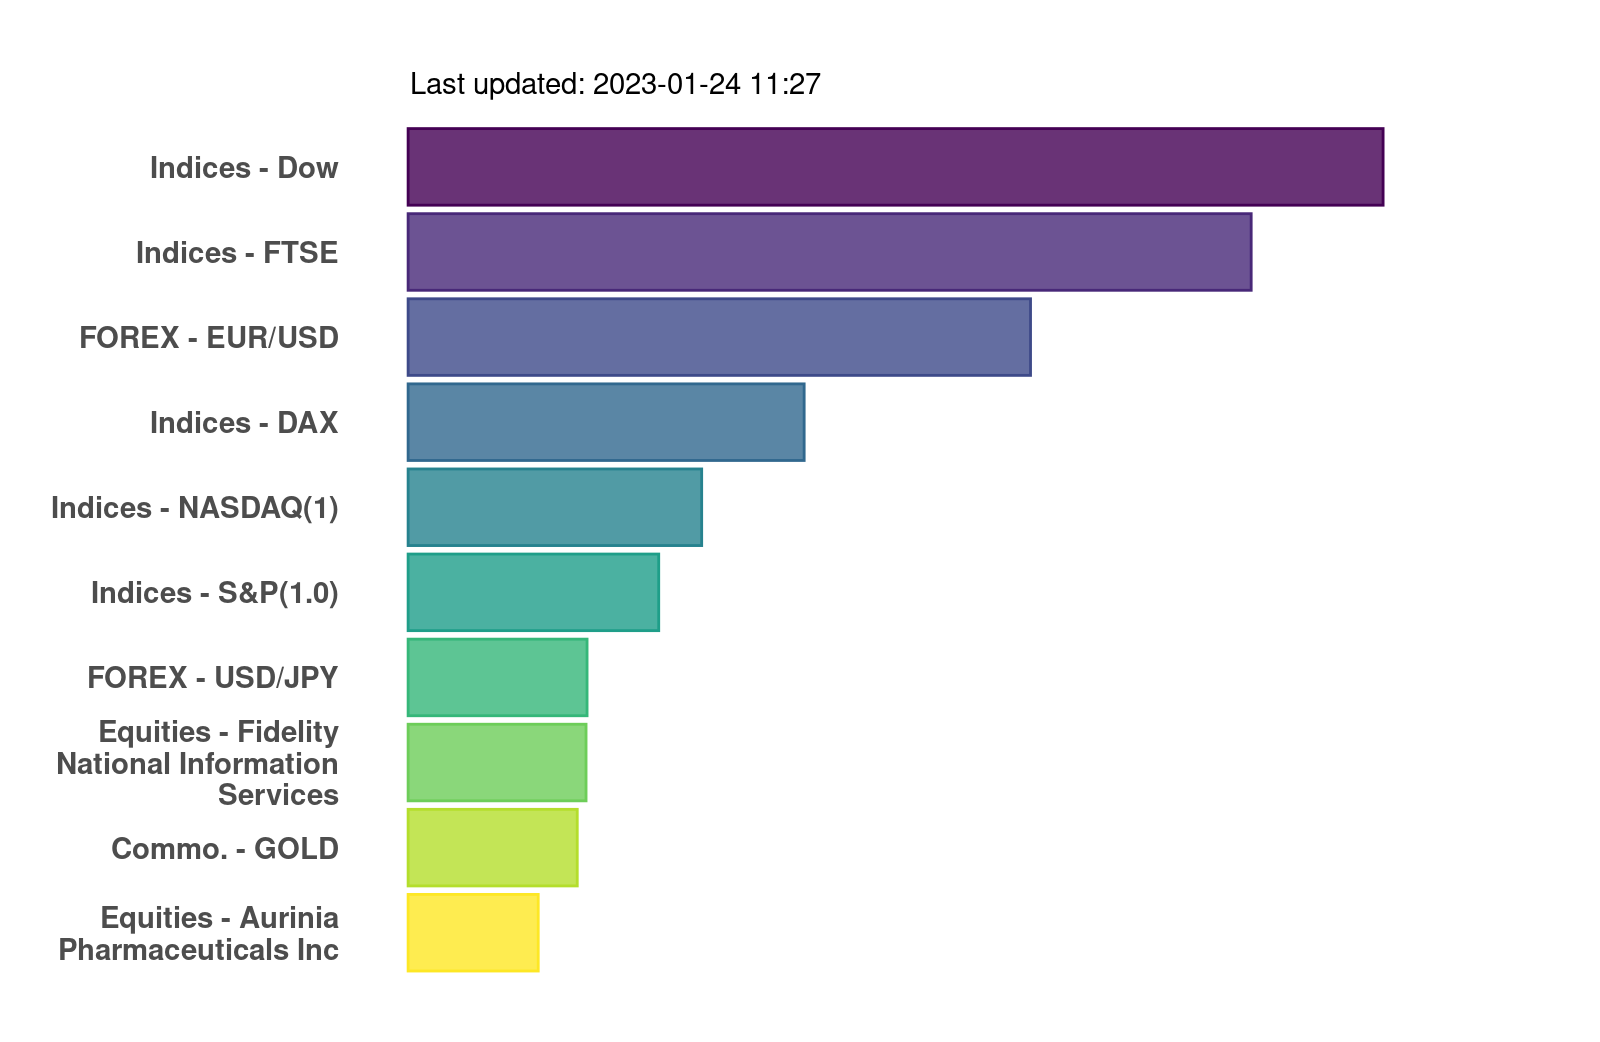 Last updated: 2023-01-24 11:27
Indices - Dow
Indices - FTSE
FOREX - EUR/USD
Indices - DAX
Indices - NASDAQ(1)
Indices - S&P(1.0)
FOREX - USD/JPY
Equities - Fidelity
National Information
Services
Commo. - GOLD
Equities - Aurinia
Pharmaceuticals Inc